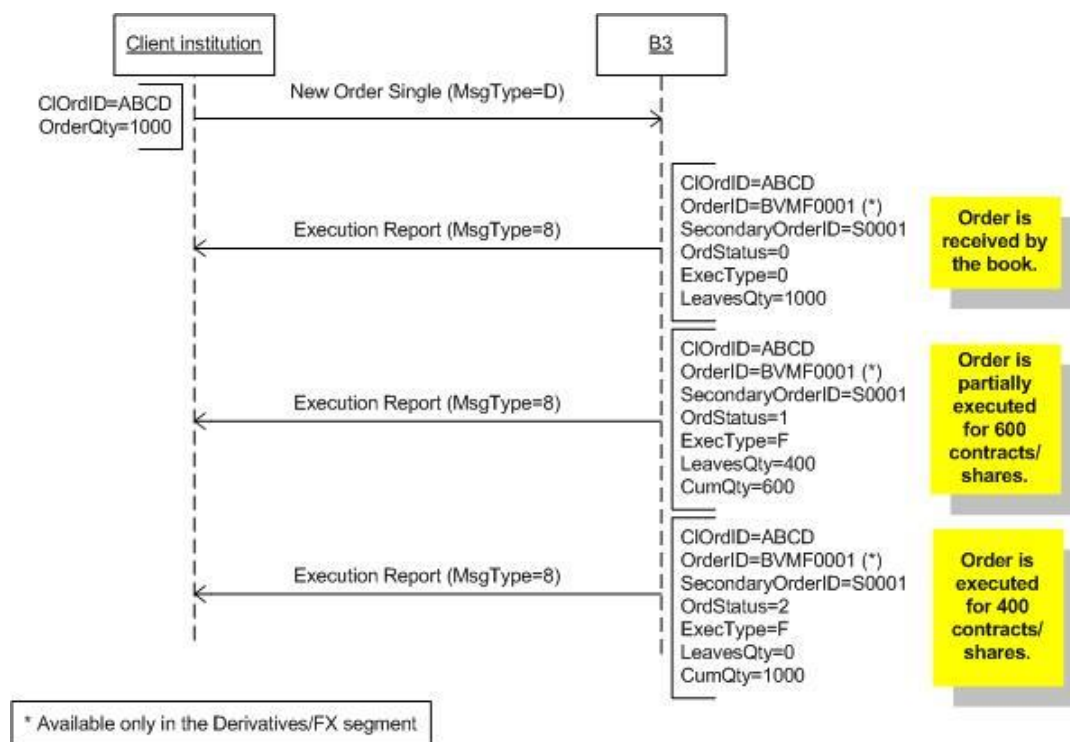 Client institution
B3
New Order Single (MsgType=D)
ClOrdID=ABCD
OrderQty=1000
Execution Report (MsgType=8)
ClOrdID=ABCD
OrderID=BVMF0001 (*)
SecondaryOrderID=S0001
OrdStatus=0
ExecType=0
LeavesQty=1000
Order is
received by
the book.
Execution Report (MsgType=8)
ClOrdID=ABCD
OrderID=BVMF0001 (*)
SecondaryOrderID=S0001
OrdStatus=1
ExecType=F
LeavesQty=400
CumQty=600
Order is
partially
executed
for 600
contracts/
shares.
Execution Report (MsgType=8)
ClOrdID=ABCD
OrderID=BVMF0001 (*)
SecondaryOrderID=S0001
OrdStatus=2
ExecType=F
LeavesQty=0
CumQty=1000
Order is
executed
for 400
contracts/
shares.
* Available only in the Derivatives/FX segment